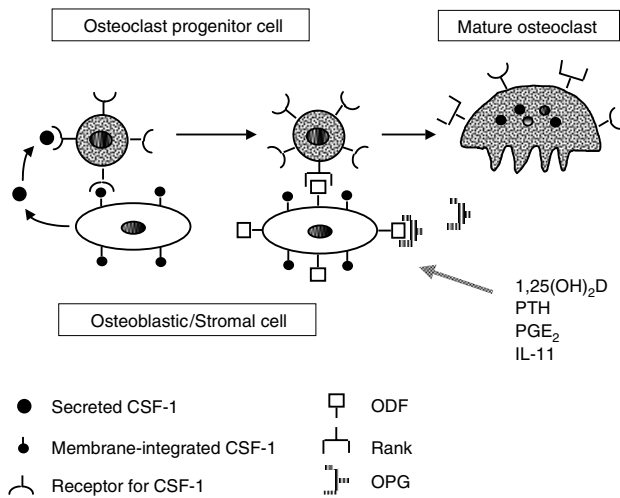 Osteoclast progenitor cell
Mature osteoclast
Osteoblastic/Stromal cell
1,25(OH)₂D
PTH
PGE₂
IL-11
Secreted CSF-1
Membrane-integrated CSF-1
Receptor for CSF-1
ODF
Rank
OPG